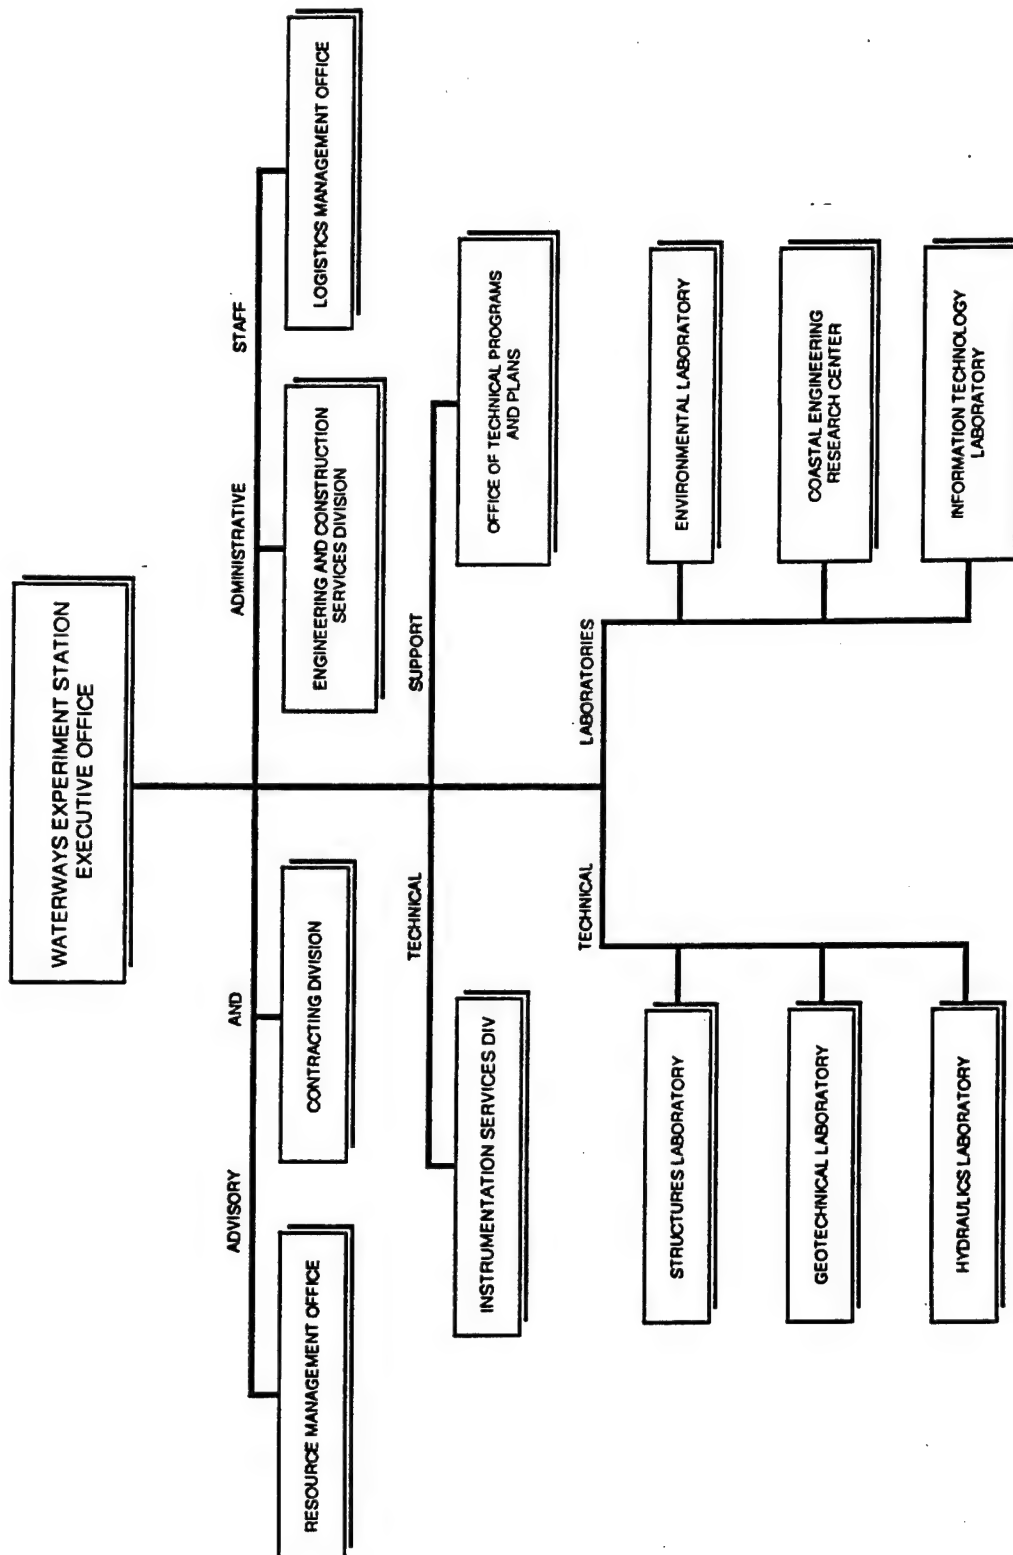 WATERWAYS EXPERIMENT STATION
EXECUTIVE OFFICE
ADVISORY AND ADMINISTRATIVE STAFF
RESOURCE MANAGEMENT OFFICE
CONTRACTING DIVISION
ENGINEERING AND CONSTRUCTION
SERVICES DIVISION
LOGISTICS MANAGEMENT OFFICE
TECHNICAL SUPPORT
INSTRUMENTATION SERVICES DIV
OFFICE OF TECHNICAL PROGRAMS
AND PLANS
TECHNICAL LABORATORIES
STRUCTURES LABORATORY
ENVIRONMENTAL LABORATORY
GEOTECHNICAL LABORATORY
COASTAL ENGINEERING
RESEARCH CENTER
HYDRAULICS LABORATORY
INFORMATION TECHNOLOGY
LABORATORY